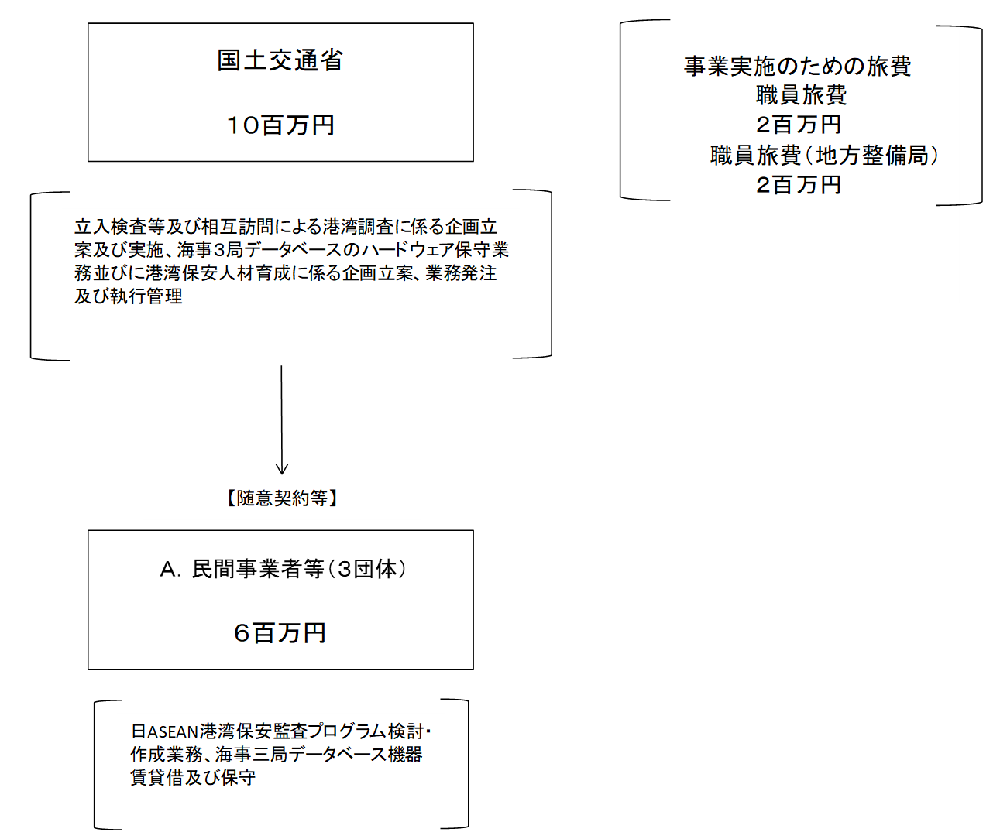 国土交通省
１０百万円
事業実施のための旅費
職員旅費
２百万円
職員旅費（地方整備局）
２百万円
立入検査等及び相互訪問による港湾調査に係る企画立
案及び実施、海事３局データベースのハードウェア保守業
務並びに港湾保安人材育成に係る企画立案、業務発注
及び執行管理
【随意契約等】
Ａ．民間事業者等（３団体）
６百万円
日ASEAN港湾保安監査プログラム検討・
作成業務、海事三局データベース機器
賃貸借及び保守